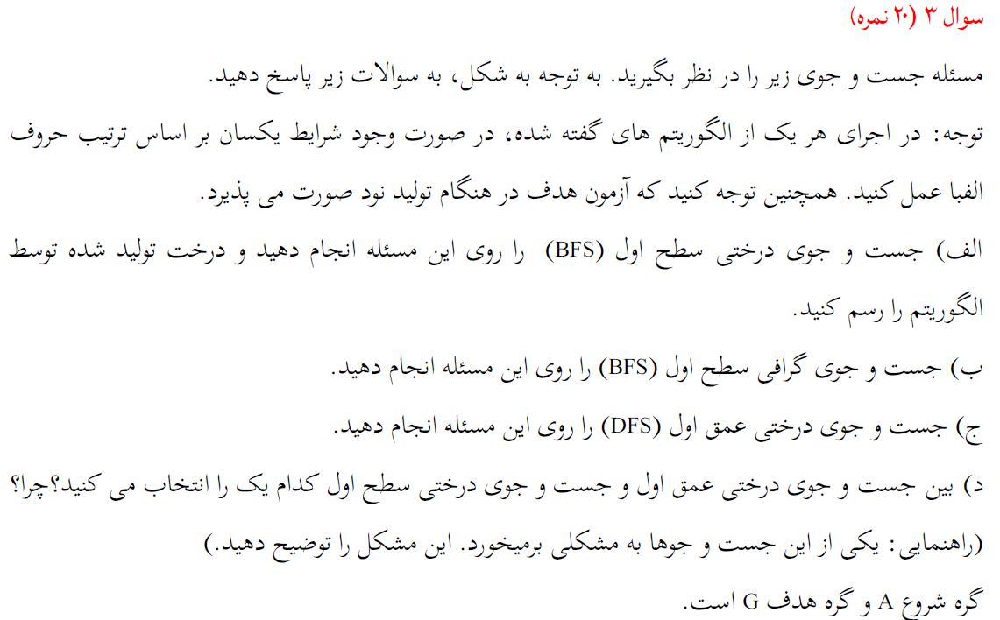 سوال ۳ (۲۰ نمره)
مسئله جست و جوی زیر را در نظر بگیرید. به توجه به شکل، به سوالات زیر پاسخ دهید.
توجه: در اجرای هر یک از الگوریتم های گفته شده، در صورت وجود شرایط یکسان بر اساس ترتیب حروف
الفبا عمل کنید. همچنین توجه کنید که آزمون هدف در هنگام تولید نود صورت می پذیرد.
الف) جست و جوی درختی سطح اول (BFS) را روی این مسئله انجام دهید و درخت تولید شده توسط
الگوریتم را رسم کنید.
ب) جست و جوی گرافی سطح اول (BFS) را روی این مسئله انجام دهید.
ج) جست و جوی درختی عمق اول (DFS) را روی این مسئله انجام دهید.
د) بین جست و جوی درختی عمق اول و جست و جوی درختی سطح اول کدام یک را انتخاب می کنید؟چرا؟
(راهنمایی: یکی از این جست و جوها به مشکلی برمیخورد. این مشکل را توضیح دهید.)
گره شروع A و گره هدف G است.